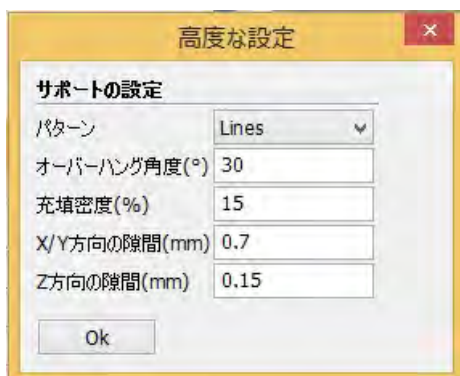 高度な設定
サポートの設定
パターン Lines
オーバーハング角度(°) 30
充填密度(%) 15
X/Y方向の隙間(mm) 0.7
Z方向の隙間(mm) 0.15
Ok